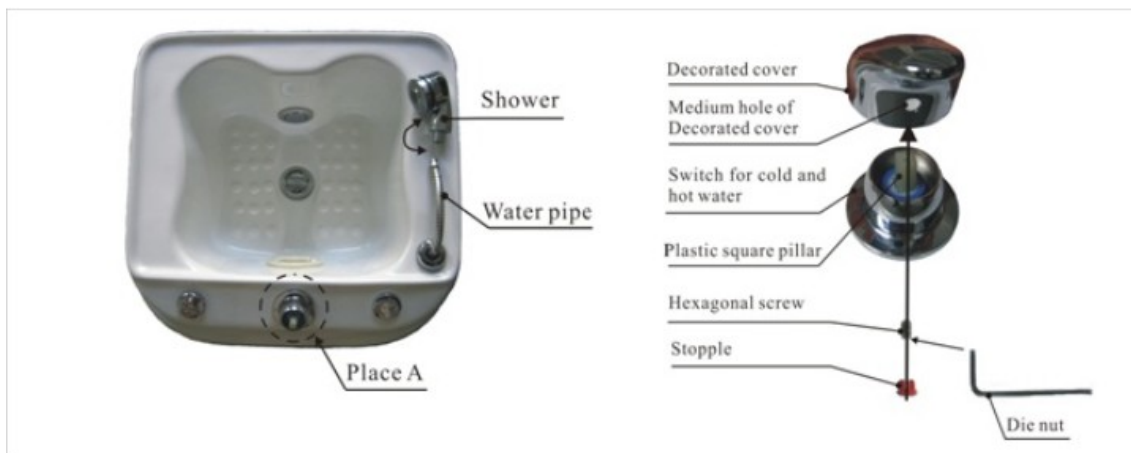 Shower
Water pipe
Place A
Decorated cover
Medium hole of
Decorated cover
Switch for cold and
hot water
Plastic square pillar
Hexagonal screw
Stopple
Die nut